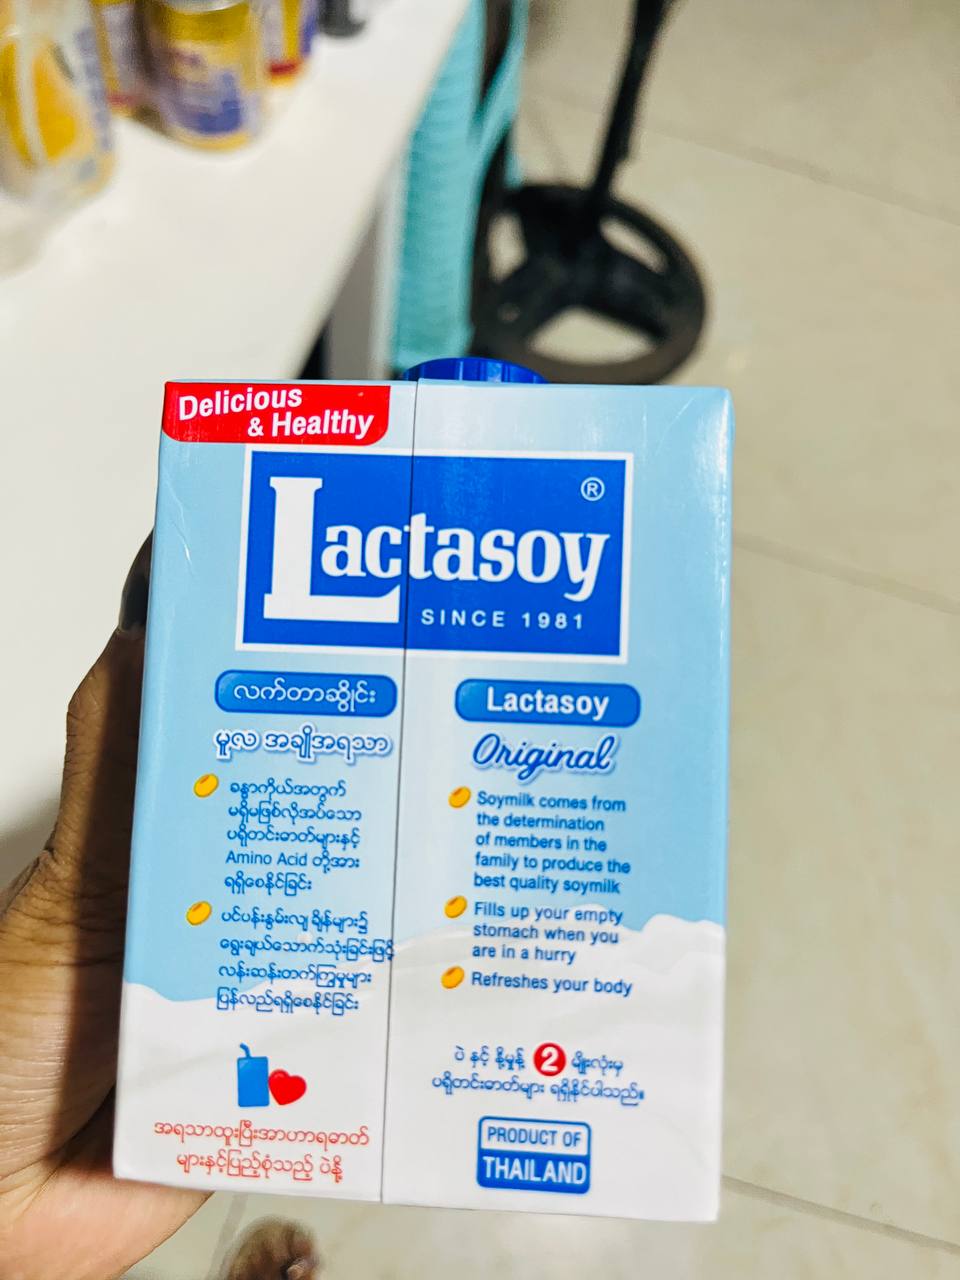 Delicious
& Healthy
Lactasoy
®
SINCE 1981
လက်တာဆွိုင်း
မူလ အချိုအရသာ
ခန္ဓာကိုယ်အတွက်
မရှိမဖြစ်လိုအပ်သော
ပရိုတင်းဓာတ်များနှင့်
Amino Acid တို့အား
ရရှိစေနိုင်ခြင်း
ပင်ပန်းနွမ်းလျ ချိန်များ၌
ရွေးချယ်သောက်သုံးခြင်းဖြင့်
လန်းဆန်းတက်ကြွမှုများ
ပြန်လည်ရရှိစေနိုင်ခြင်း
အရသာထူးပြီးအာဟာရဓာတ်
များနှင့်ပြည့်စုံသည့် ပဲနို့
Lactasoy
Original
Soymilk comes from
the determination
of members in the
family to produce the
best quality soymilk
Fills up your empty
stomach when you
are in a hurry
Refreshes your body
ပဲ နှင့် နို့မှုန့် 2 မျိုးလုံးမှ
ပရိုတင်းဓာတ်များ ရရှိနိုင်ပါသည်။
PRODUCT OF
THAILAND